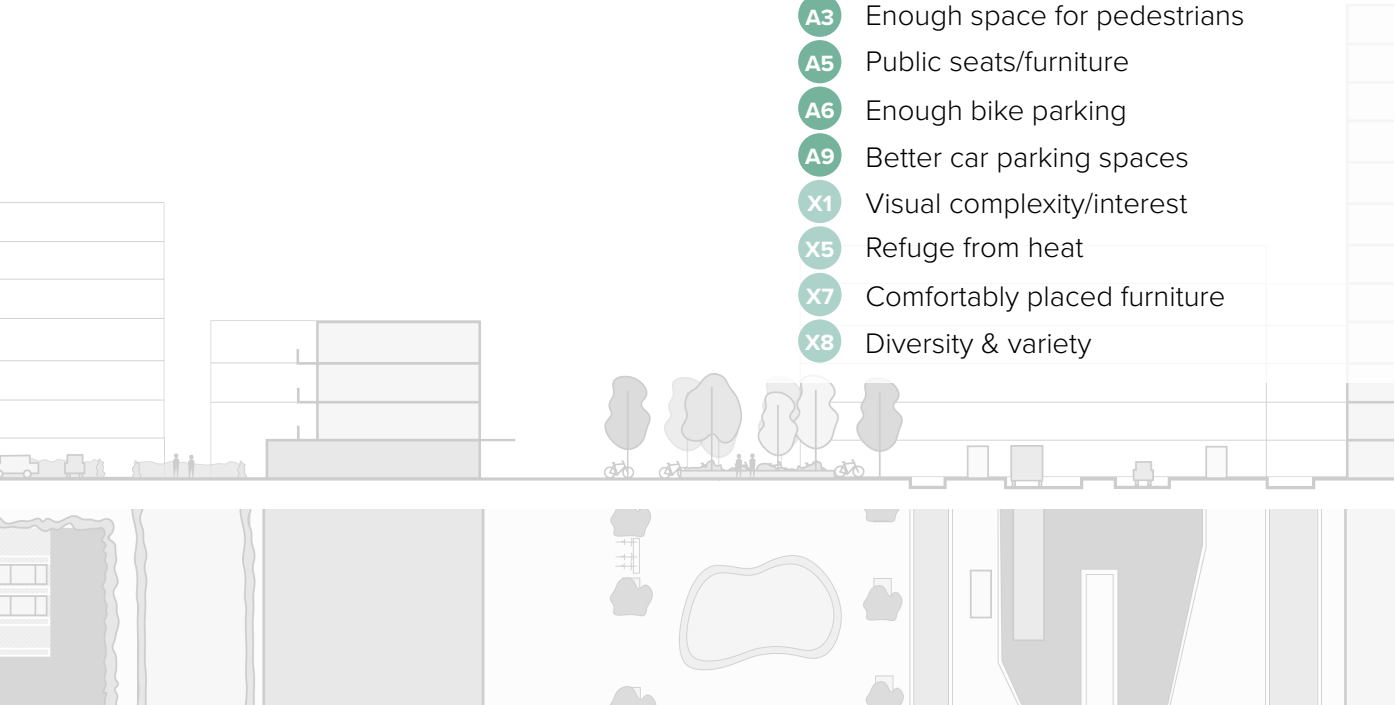 A3 Enough space for pedestrians
A5 Public seats/furniture
A6 Enough bike parking
A9 Better car parking spaces
X1 Visual complexity/interest
X5 Refuge from heat
X7 Comfortably placed furniture
X8 Diversity & variety